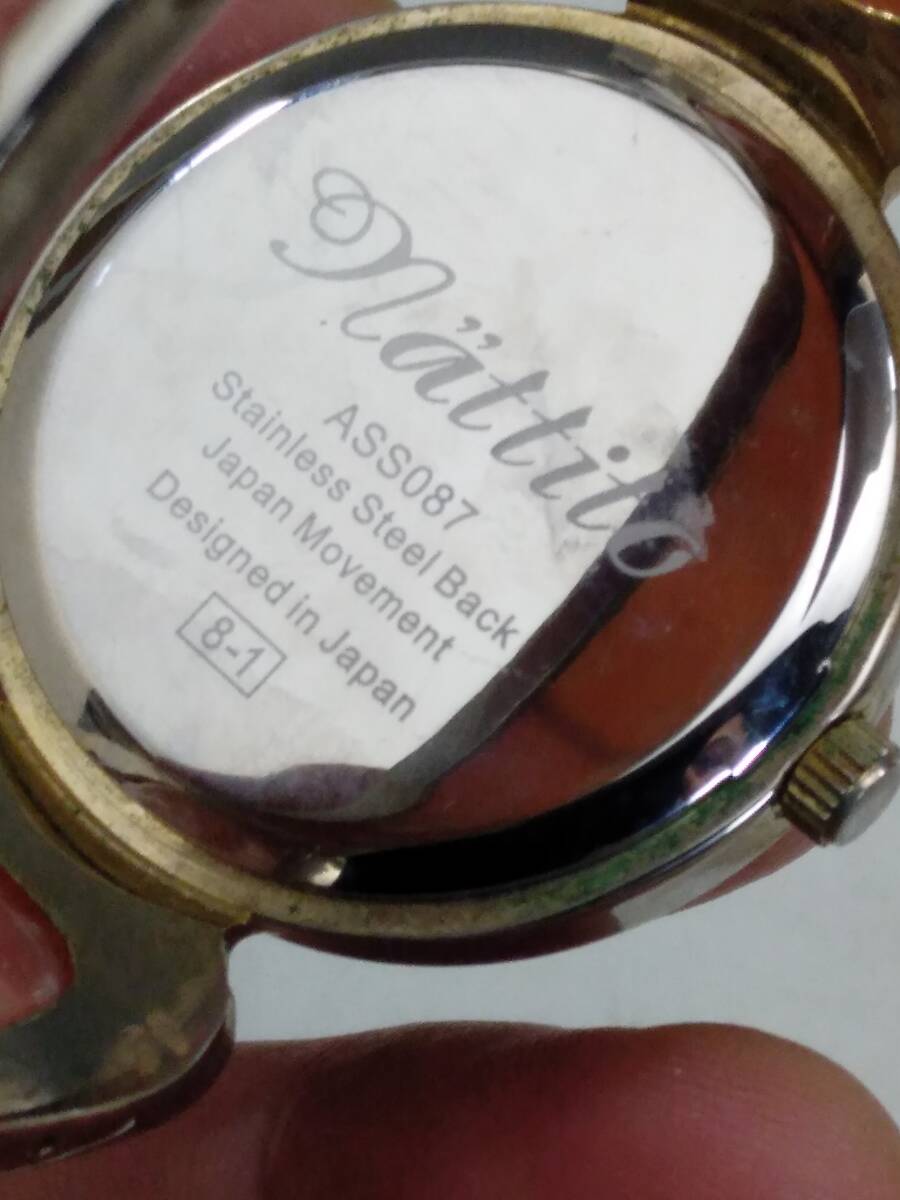 Nättito
ASS087
Stainless Steel Back
Japan Movement
Designed in Japan
8-1